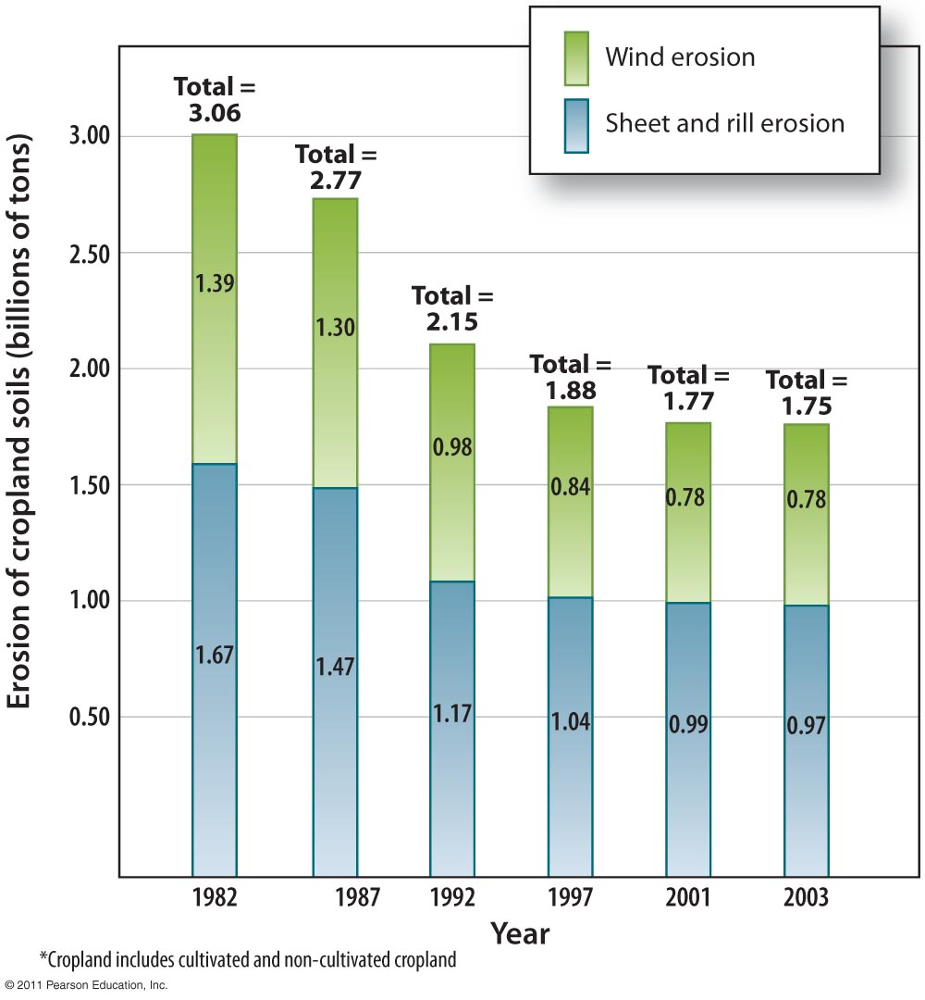 Wind erosion
Sheet and rill erosion
Erosion of cropland soils (billions of tons)
3.00
2.50
2.00
1.50
1.00
0.50
Total =
3.06
1.39
1.67
Total =
2.77
1.30
1.47
Total =
2.15
0.98
1.17
Total =
1.88
0.84
1.04
Total =
1.77
0.78
0.99
Total =
1.75
0.78
0.97
1982 1987 1992 1997 2001 2003
Year
*Cropland includes cultivated and non-cultivated cropland
© 2011 Pearson Education, Inc.